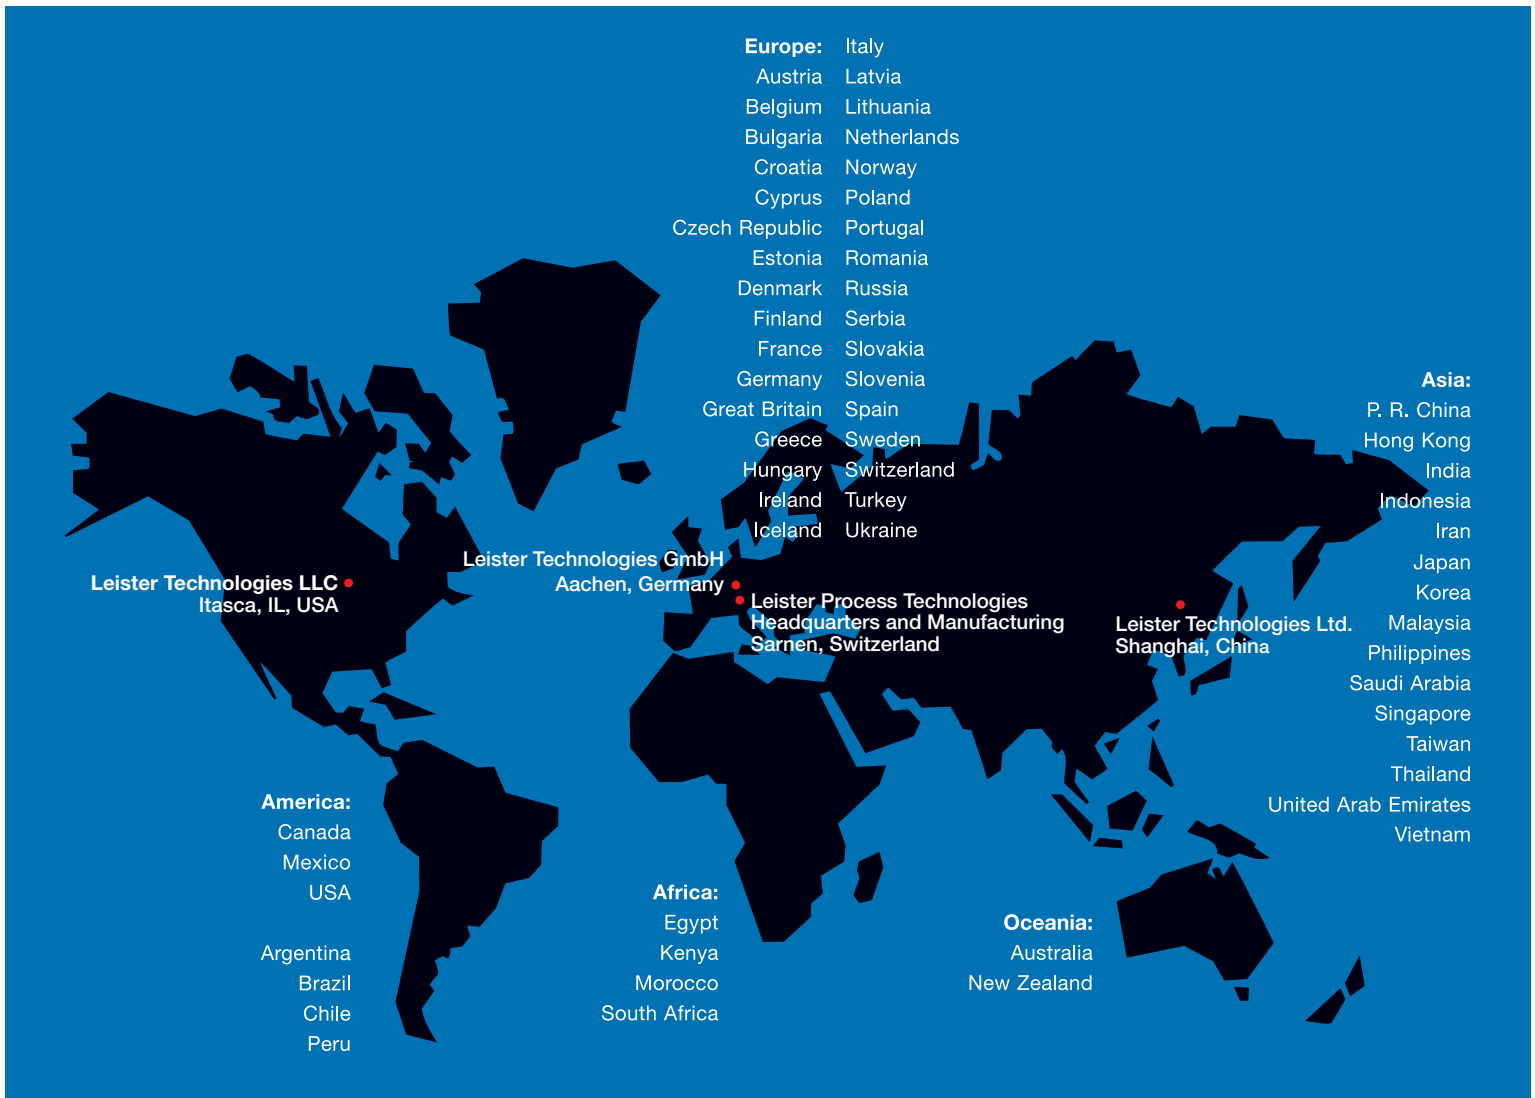 Europe:
Austria
Belgium
Bulgaria
Croatia
Cyprus
Czech Republic
Estonia
Denmark
Finland
France
Germany
Great Britain
Greece
Hungary
Ireland
Iceland
Italy
Latvia
Lithuania
Netherlands
Norway
Poland
Portugal
Romania
Russia
Serbia
Slovakia
Slovenia
Spain
Sweden
Switzerland
Turkey
Ukraine
Asia:
P. R. China
Hong Kong
India
Indonesia
Iran
Japan
Korea
Malaysia
Philippines
Saudi Arabia
Singapore
Taiwan
Thailand
United Arab Emirates
Vietnam
Leister Technologies LLC
Itasca, IL, USA
Leister Technologies GmbH
Aachen, Germany
Leister Process Technologies
Headquarters and Manufacturing
Sarnen, Switzerland
Leister Technologies Ltd.
Shanghai, China
America:
Canada
Mexico
USA
Argentina
Brazil
Chile
Peru
Africa:
Egypt
Kenya
Morocco
South Africa
Oceania:
Australia
New Zealand